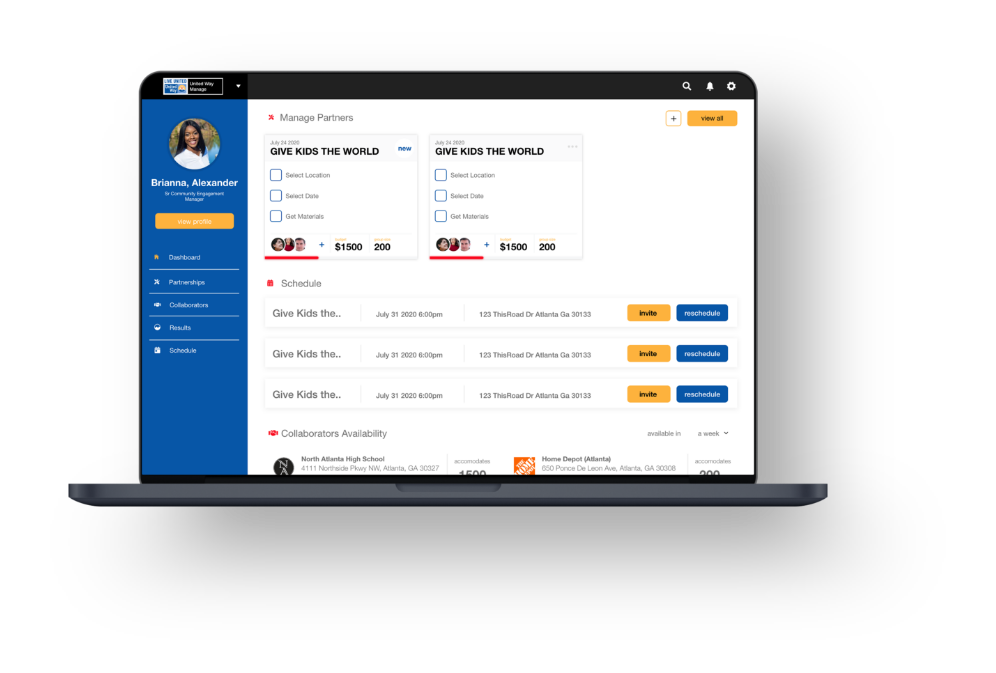 LIVE UNITED
United Way
Manage
Brianna, Alexander
Sr Community Engagement
Manager
view profile
Dashboard
Partnerships
Collaborators
Results
Schedule
Manage Partners
+
view all
July 24 2020
GIVE KIDS THE WORLD
new
Select Location
Select Date
Get Materials
+
$1500
200
July 24 2020
GIVE KIDS THE WORLD
Select Location
Select Date
Get Materials
+
$1500
200
Schedule
Give Kids the..
July 31 2020 6:00pm
123 ThisRoad Dr Atlanta Ga 30133
invite
reschedule
Give Kids the..
July 31 2020 6:00pm
123 ThisRoad Dr Atlanta Ga 30133
invite
reschedule
Give Kids the..
July 31 2020 6:00pm
123 ThisRoad Dr Atlanta Ga 30133
invite
reschedule
Collaborators Availability
available in
a week
NA
North Atlanta High School
4111 Northside Pkwy NW, Atlanta, GA 30327
accomodates
1500
Home Depot (Atlanta)
650 Ponce De Leon Ave, Atlanta, GA 30308
accomodates
200